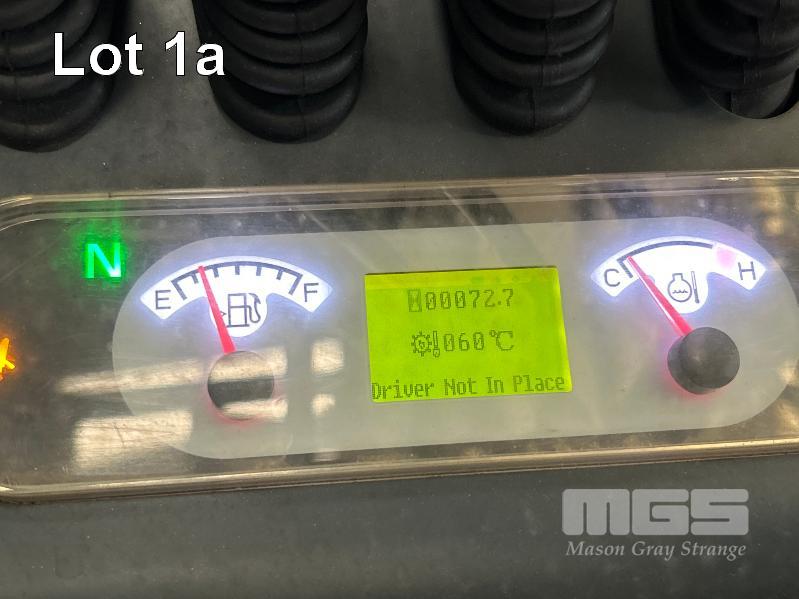 Lot 1a
N
E F
00072.7
C H
060℃
Driver Not In Place
MGS
Mason Gray Strange